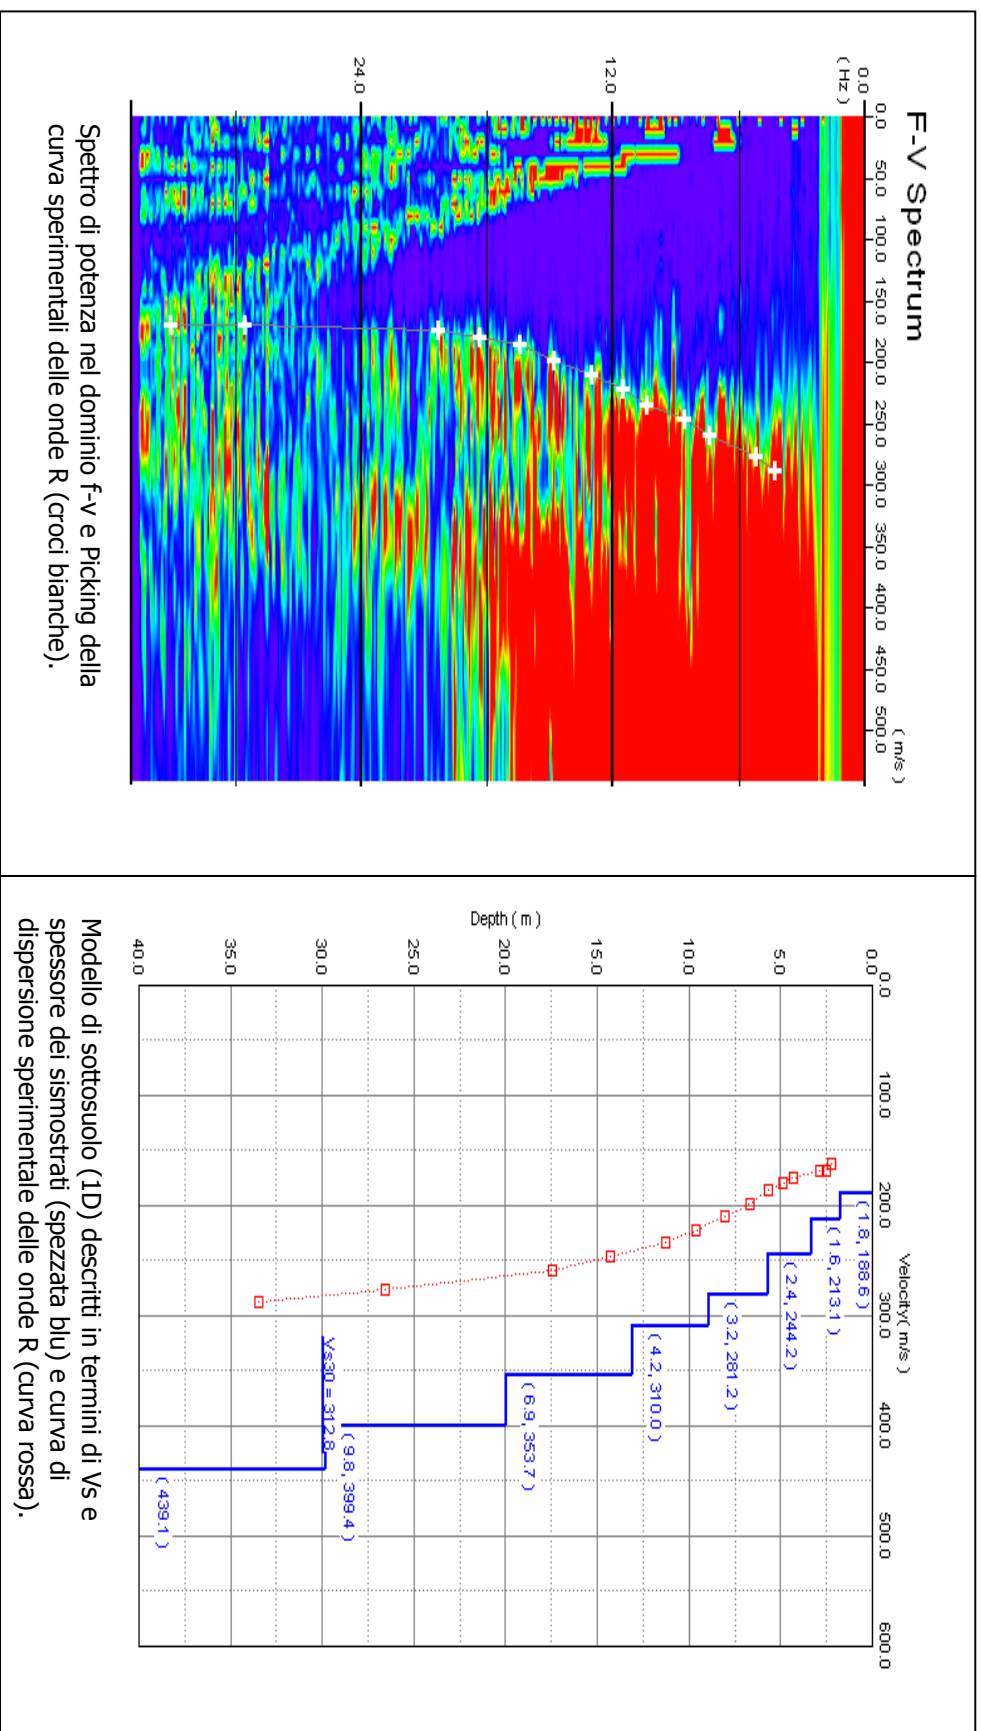 F-V Spectrum
( m/s )
0.0 50.0 100.0 150.0 200.0 250.0 300.0 350.0 400.0 450.0 500.0
0.0
( Hz )
12.0
24.0
Spettro di potenza nel dominio f-v e Picking della
curva sperimentali delle onde R (croci bianche).
Velocity( m/s )
0.0 100.0 200.0 300.0 400.0 500.0 600.0
Depth ( m )
0.0
5.0
10.0
15.0
20.0
25.0
30.0
35.0
40.0
( 1.8, 188.6 )
( 1.6, 213.1 )
( 2.4, 244.2 )
( 3.2, 281.2 )
( 4.2, 310.0 )
( 6.9, 353.7 )
( 9.8, 399.4 )
Vs30 = 312.8
( 439.1 )
Modello di sottosuolo (1D) descritti in termini di Vs e
spessore dei sismostrati (spezzata blu) e curva di
dispersione sperimentale delle onde R (curva rossa).